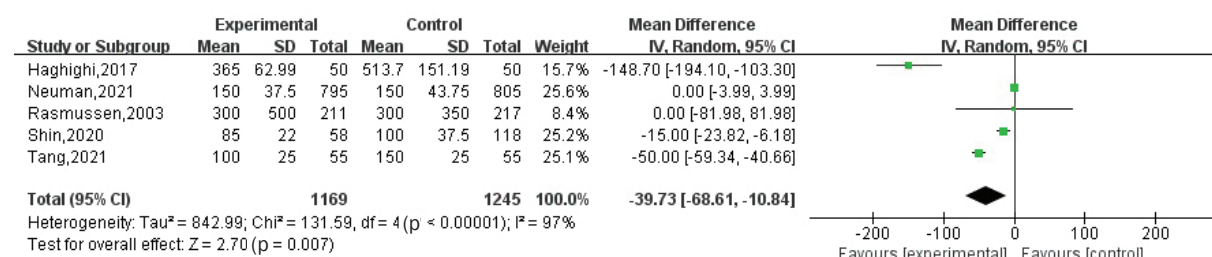 Experimental Control Mean Difference Mean Difference
Study or Subgroup Mean SD Total Mean SD Total Weight IV, Random, 95% CI IV, Random, 95% CI
Haghighi,2017 365 62.99 50 513.7 151.19 50 15.7% -148.70 [-194.10, -103.30]
Neuman,2021 150 37.5 795 150 43.75 805 25.6% 0.00 [-3.99, 3.99]
Rasmussen,2003 300 500 211 300 350 217 8.4% 0.00 [-81.98, 81.98]
Shin,2020 85 22 58 100 37.5 118 25.2% -15.00 [-23.82, -6.18]
Tang,2021 100 25 55 150 25 55 25.1% -50.00 [-59.34, -40.66]
Total (95% CI) 1169 1245 100.0% -39.73 [-68.61, -10.84]
Heterogeneity: Tau² = 842.99; Chi² = 131.59, df = 4 (p < 0.00001); I² = 97%
Test for overall effect: Z = 2.70 (p = 0.007)
-200 -100 0 100 200
Favours [experimental] Favours [control]